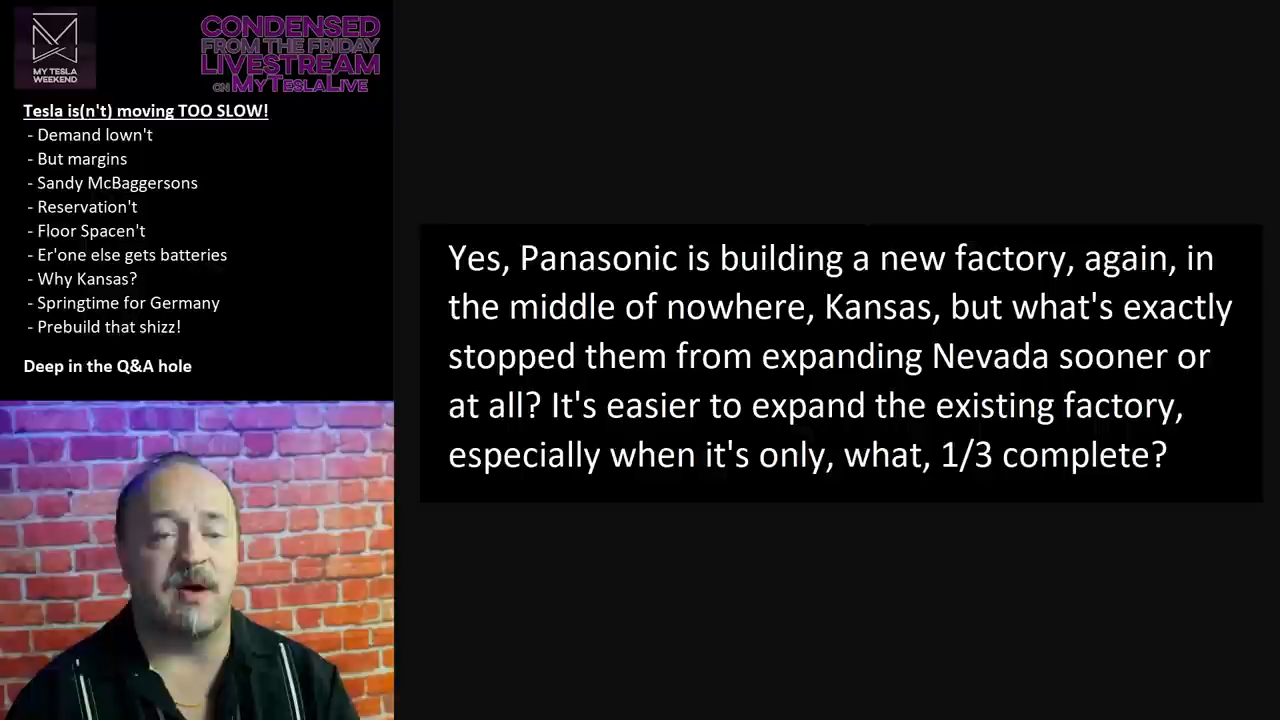 MY TESLA
WEEKEND
CONDENSED
FROM THE FRIDAY
LIVESTREAM
ON MYTESLALIVE
Tesla is(n't) moving TOO SLOW!
- Demand lown't
- But margins
- Sandy McBaggersons
- Reservation't
- Floor Spacen't
- Er'one else gets batteries
- Why Kansas?
- Springtime for Germany
- Prebuild that shizz!
Deep in the Q&A hole
Yes, Panasonic is building a new factory, again, in
the middle of nowhere, Kansas, but what's exactly
stopped them from expanding Nevada sooner or
at all? It's easier to expand the existing factory,
especially when it's only, what, 1/3 complete?